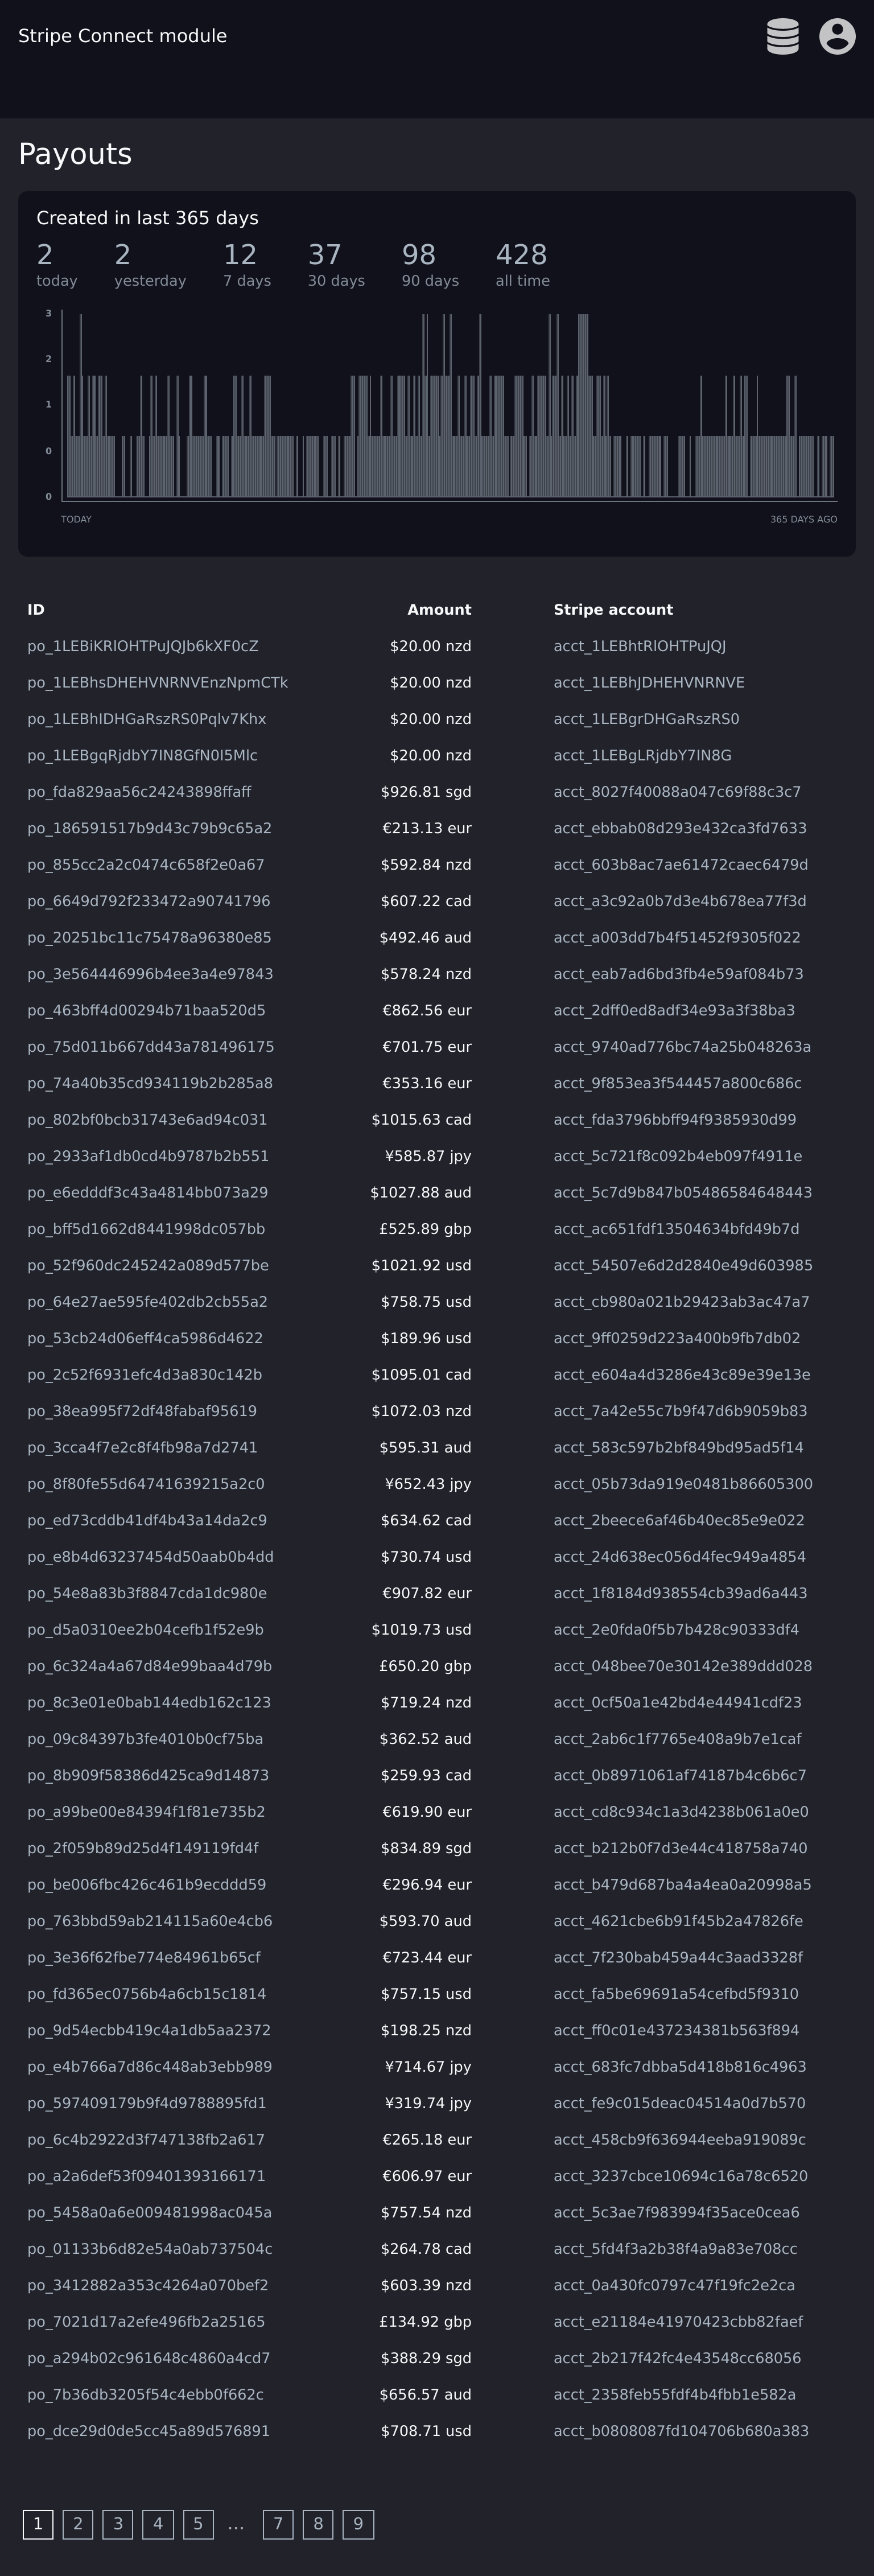 Stripe Connect module
Payouts
Created in last 365 days
2 2 12 37 98 428
today yesterday 7 days 30 days 90 days all time
3
2
1
0
0
TODAY 365 DAYS AGO
ID Amount Stripe account
po_1LEBiKRlOHTPuJQJb6kXF0cZ $20.00 nzd acct_1LEBhtRlOHTPuJQJ
po_1LEBhsDHEHVNRNVEnzNpmCTk $20.00 nzd acct_1LEBhJDHEHVNRNVE
po_1LEBhIDHGaRszRS0Pqlv7Khx $20.00 nzd acct_1LEBgrDHGaRszRS0
po_1LEBgqRjdbY7IN8GfN0I5Mlc $20.00 nzd acct_1LEBgLRjdbY7IN8G
po_fda829aa56c24243898ffaff $926.81 sgd acct_8027f40088a047c69f88c3c7
po_186591517b9d43c79b9c65a2 €213.13 eur acct_ebbab08d293e432ca3fd7633
po_855cc2a2c0474c658f2e0a67 $592.84 nzd acct_603b8ac7ae61472caec6479d
po_6649d792f233472a90741796 $607.22 cad acct_a3c92a0b7d3e4b678ea77f3d
po_20251bc11c75478a96380e85 $492.46 aud acct_a003dd7b4f51452f9305f022
po_3e564446996b4ee3a4e97843 $578.24 nzd acct_eab7ad6bd3fb4e59af084b73
po_463bff4d00294b71baa520d5 €862.56 eur acct_2dff0ed8adf34e93a3f38ba3
po_75d011b667dd43a781496175 €701.75 eur acct_9740ad776bc74a25b048263a
po_74a40b35cd934119b2b285a8 €353.16 eur acct_9f853ea3f544457a800c686c
po_802bf0bcb31743e6ad94c031 $1015.63 cad acct_fda3796bbff94f9385930d99
po_2933af1db0cd4b9787b2b551 ¥585.87 jpy acct_5c721f8c092b4eb097f4911e
po_e6edddf3c43a4814bb073a29 $1027.88 aud acct_5c7d9b847b05486584648443
po_bff5d1662d8441998dc057bb £525.89 gbp acct_ac651fdf13504634bfd49b7d
po_52f960dc245242a089d577be $1021.92 usd acct_54507e6d2d2840e49d603985
po_64e27ae595fe402db2cb55a2 $758.75 usd acct_cb980a021b29423ab3ac47a7
po_53cb24d06eff4ca5986d4622 $189.96 usd acct_9ff0259d223a400b9fb7db02
po_2c52f6931efc4d3a830c142b $1095.01 cad acct_e604a4d3286e43c89e39e13e
po_38ea995f72df48fabaf95619 $1072.03 nzd acct_7a42e55c7b9f47d6b9059b83
po_3cca4f7e2c8f4fb98a7d2741 $595.31 aud acct_583c597b2bf849bd95ad5f14
po_8f80fe55d64741639215a2c0 ¥652.43 jpy acct_05b73da919e0481b86605300
po_ed73cddb41df4b43a14da2c9 $634.62 cad acct_2beece6af46b40ec85e9e022
po_e8b4d63237454d50aab0b4dd $730.74 usd acct_24d638ec056d4fec949a4854
po_54e8a83b3f8847cda1dc980e €907.82 eur acct_1f8184d938554cb39ad6a443
po_d5a0310ee2b04cefb1f52e9b $1019.73 usd acct_2e0fda0f5b7b428c90333df4
po_6c324a4a67d84e99baa4d79b £650.20 gbp acct_048bee70e30142e389ddd028
po_8c3e01e0bab144edb162c123 $719.24 nzd acct_0cf50a1e42bd4e44941cdf23
po_09c84397b3fe4010b0cf75ba $362.52 aud acct_2ab6c1f7765e408a9b7e1caf
po_8b909f58386d425ca9d14873 $259.93 cad acct_0b8971061af74187b4c6b6c7
po_a99be00e84394f1f81e735b2 €619.90 eur acct_cd8c934c1a3d4238b061a0e0
po_2f059b89d25d4f149119fd4f $834.89 sgd acct_b212b0f7d3e44c418758a740
po_be006fbc426c461b9ecddd59 €296.94 eur acct_b479d687ba4a4ea0a20998a5
po_763bbd59ab214115a60e4cb6 $593.70 aud acct_4621cbe6b91f45b2a47826fe
po_3e36f62fbe774e84961b65cf €723.44 eur acct_7f230bab459a44c3aad3328f
po_fd365ec0756b4a6cb15c1814 $757.15 usd acct_fa5be69691a54cefbd5f9310
po_9d54ecbb419c4a1db5aa2372 $198.25 nzd acct_ff0c01e437234381b563f894
po_e4b766a7d86c448ab3ebb989 ¥714.67 jpy acct_683fc7dbba5d418b816c4963
po_597409179b9f4d9788895fd1 ¥319.74 jpy acct_fe9c015deac04514a0d7b570
po_6c4b2922d3f747138fb2a617 €265.18 eur acct_458cb9f636944eeba919089c
po_a2a6def53f09401393166171 €606.97 eur acct_3237cbce10694c16a78c6520
po_5458a0a6e009481998ac045a $757.54 nzd acct_5c3ae7f983994f35ace0cea6
po_01133b6d82e54a0ab737504c $264.78 cad acct_5fd4f3a2b38f4a9a83e708cc
po_3412882a353c4264a070bef2 $603.39 nzd acct_0a430fc0797c47f19fc2e2ca
po_7021d17a2efe496fb2a25165 £134.92 gbp acct_e21184e41970423cbb82faef
po_a294b02c961648c4860a4cd7 $388.29 sgd acct_2b217f42fc4e43548cc68056
po_7b36db3205f54c4ebb0f662c $656.57 aud acct_2358feb55fdf4b4fbb1e582a
po_dce29d0de5cc45a89d576891 $708.71 usd acct_b0808087fd104706b680a383
1 2 3 4 5 … 7 8 9